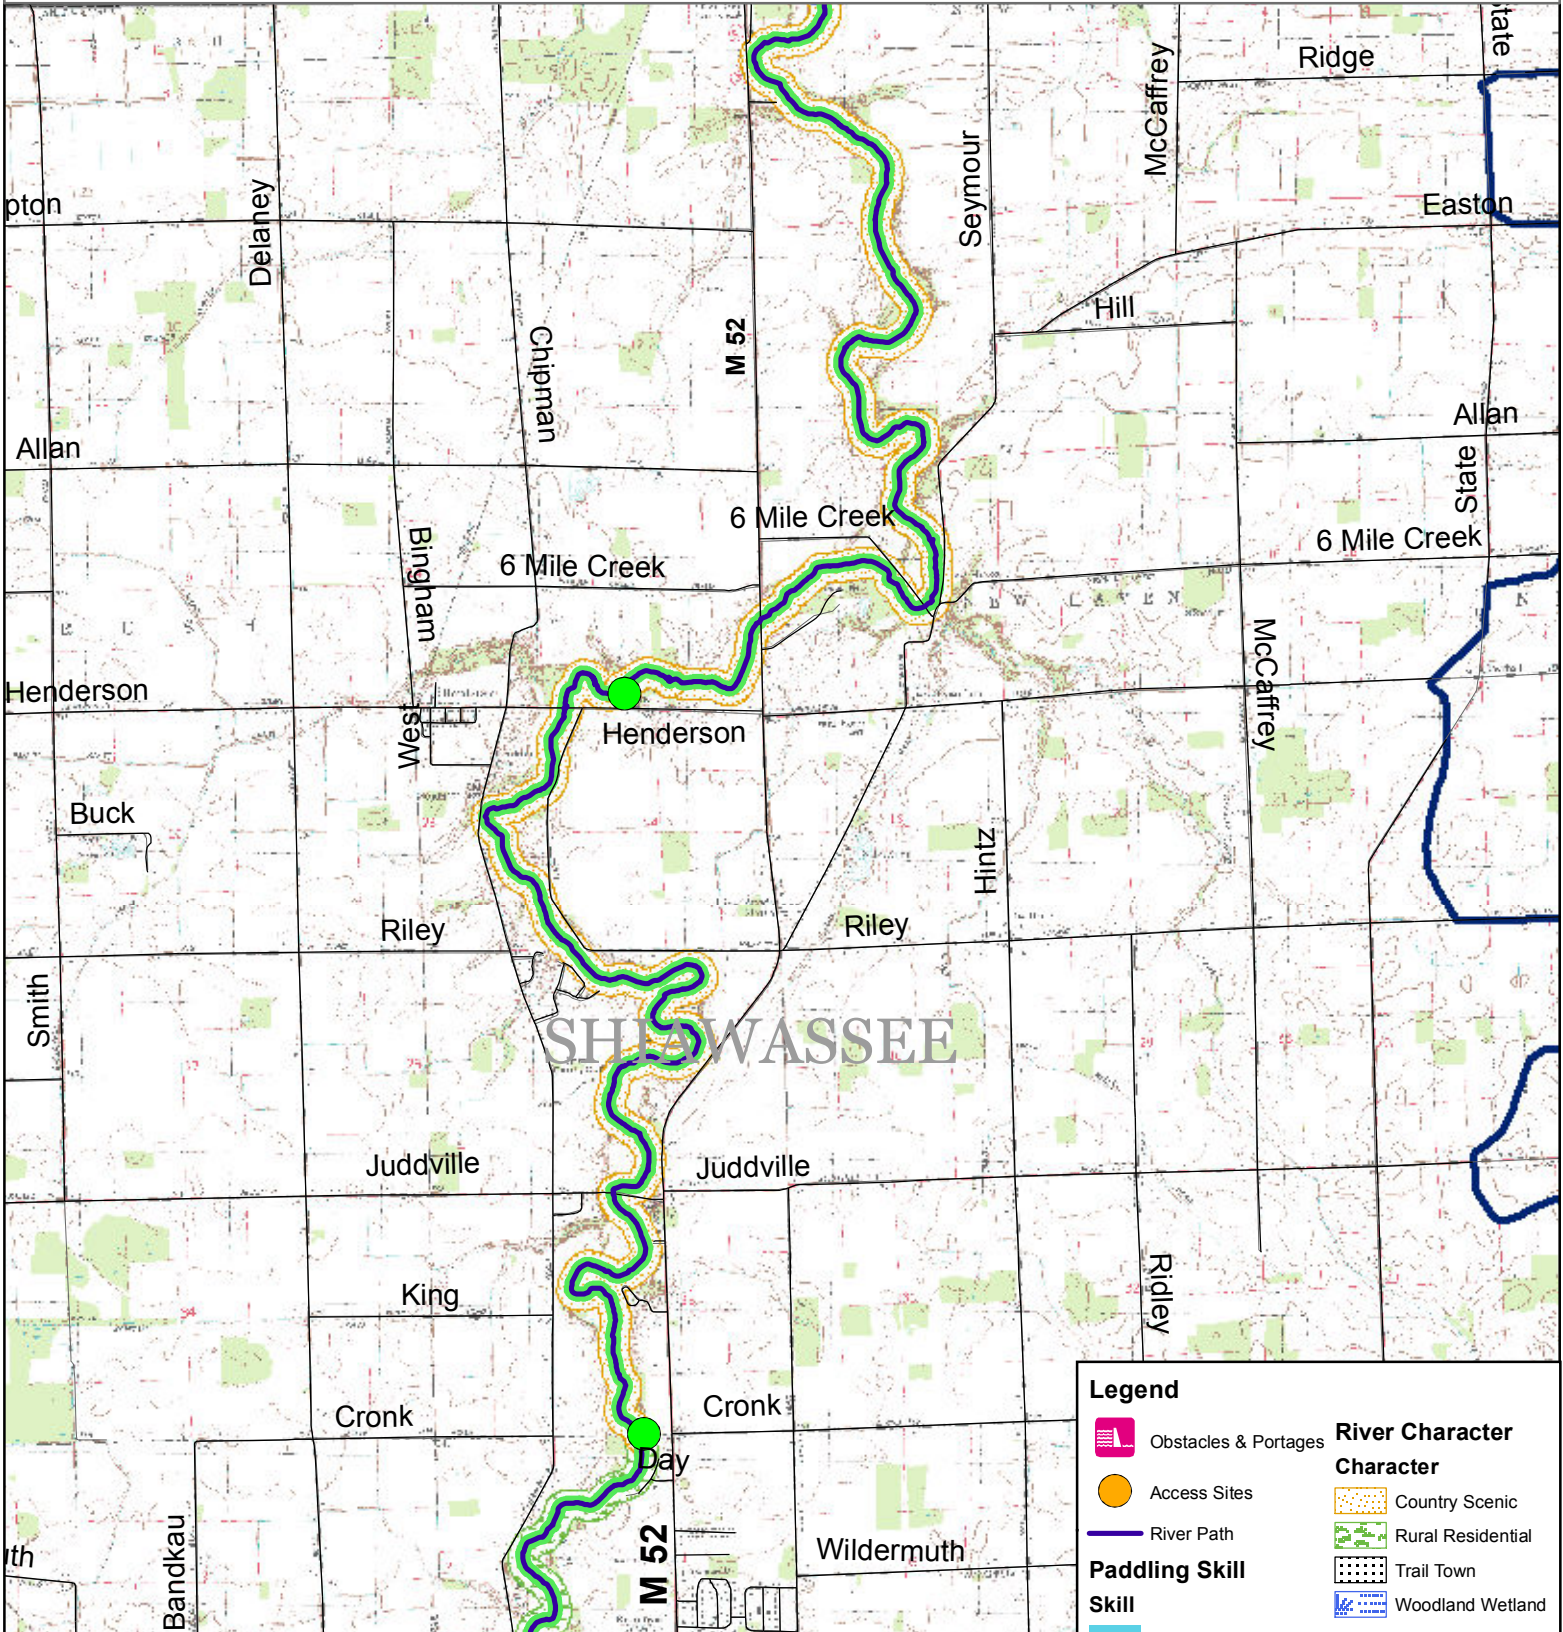 State
Ridge
McCaffrey
Seymour
Delaney
pton
Easton
Hill
M 52
Chipman
Allan
Allan
State
6 Mile Creek
6 Mile Creek
6 Mile Creek
Bingham
McCaffrey
Henderson
Henderson
West
Buck
Hintz
Riley
Riley
Smith
SHIAWASSEE
Juddville
Juddville
King
Ridley
Cronk
Cronk
Day
M 52
Wildermuth
Bandkau
uth
Legend
Obstacles & Portages
Access Sites
River Path
Paddling Skill
Skill
River Character
Character
Country Scenic
Rural Residential
Trail Town
Woodland Wetland